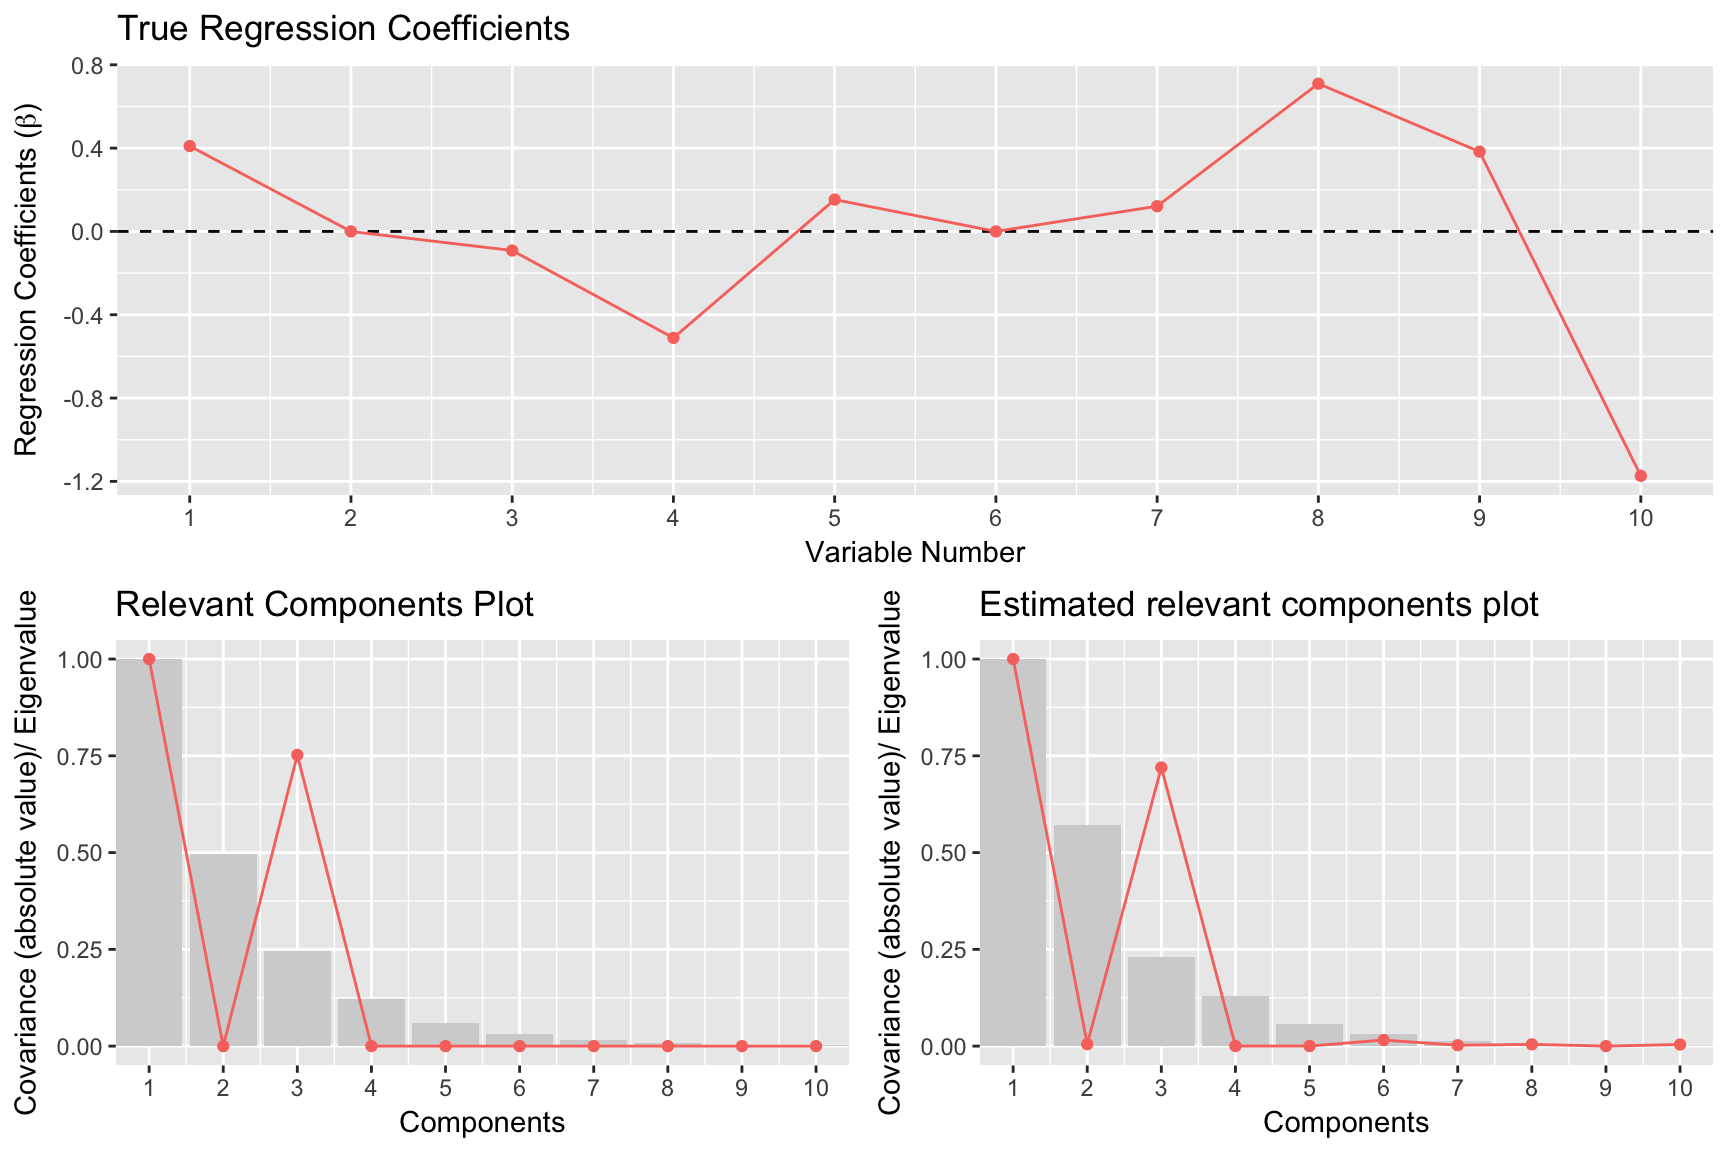 True Regression Coefficients
Regression Coefficients (β)
0.8
0.4
0.0
-0.4
-0.8
-1.2
1 2 3 4 5 6 7 8 9 10
Variable Number
Relevant Components Plot
Covariance (absolute value)/ Eigenvalue
1.00
0.75
0.50
0.25
0.00
1 2 3 4 5 6 7 8 9 10
Components
Estimated relevant components plot
Covariance (absolute value)/ Eigenvalue
1.00
0.75
0.50
0.25
0.00
1 2 3 4 5 6 7 8 9 10
Components